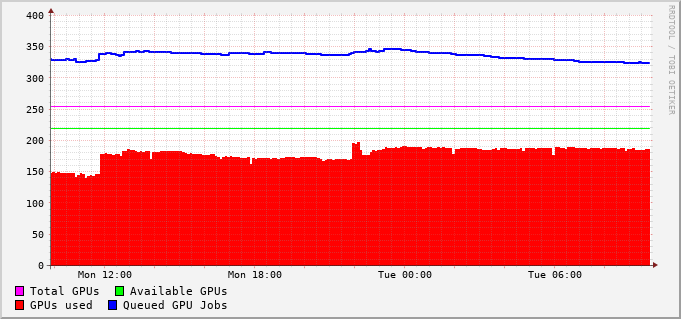 400
350
300
250
200
150
100
50
0
Mon 12:00 Mon 18:00 Tue 00:00 Tue 06:00
Total GPUs Available GPUs
GPUs used Queued GPU Jobs
RRDTOOL / TOBI OETIKER